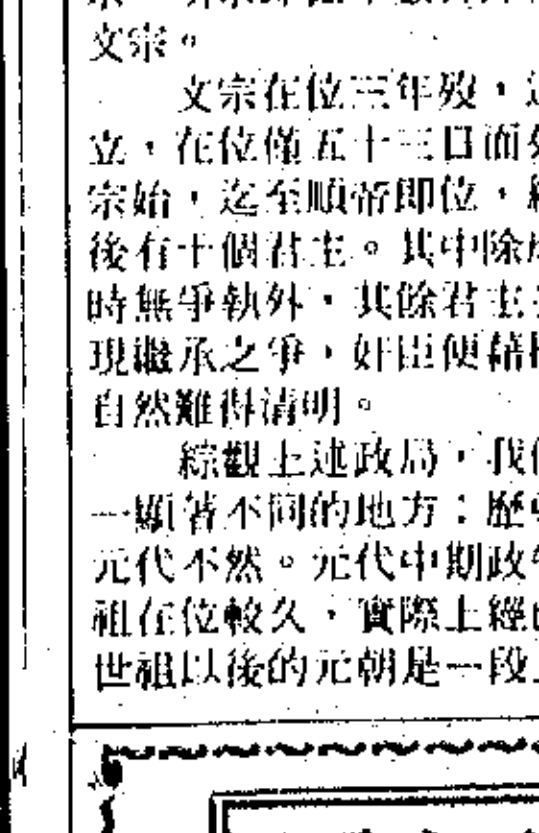 文宗。
文宗在位三年歿，
立，在位僅五十三日而
宗始，迄至順帝即位，
後有十個君主。其中除
時無爭執外，其餘君主
現繼承之爭，奸臣便藉
自然難得清明。
綜觀上述政局，我
一顯著不同的地方：歷
元代不然。元代中期政
祖在位較久，實際上經
世祖以後的元朝是一段